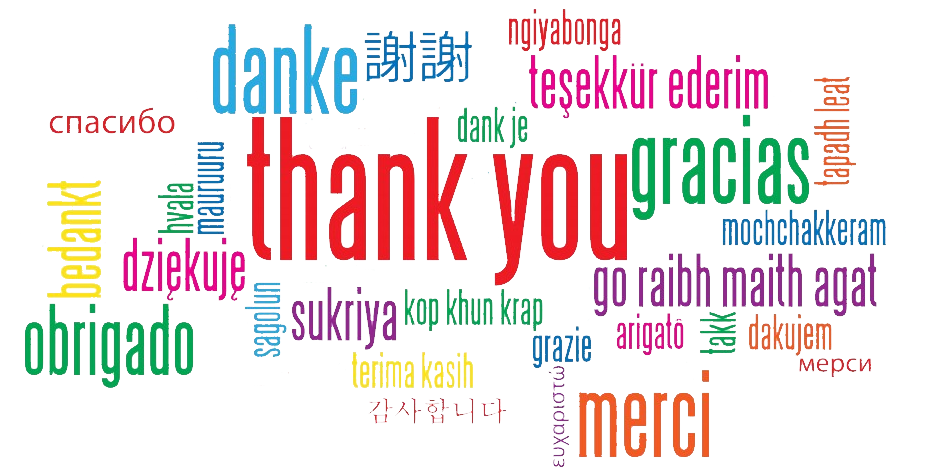 ngiyabonga
danke
謝謝
teşekkür ederim
tapadh leat
спасибо
dank je
thank you
gracias
hvala
mauruuru
bedankt
mochchakkeram
dziękuję
go raibh maith agat
sagolun
sukriya
kop khun krap
obrigado
grazie
arigatô
takk
dakujem
terima kasih
мерси
감사합니다
ευχαριστώ
merci